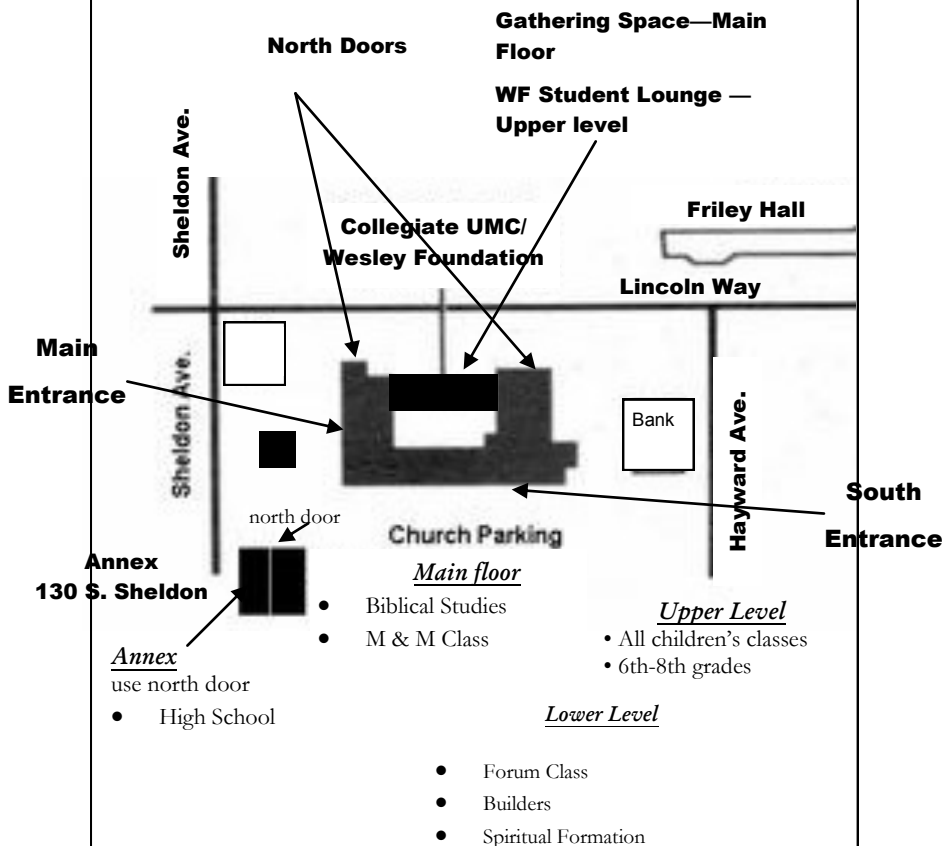 Gathering Space—Main
Floor
North Doors
WF Student Lounge —
Upper level
Sheldon Ave.
Friley Hall
Collegiate UMC/
Wesley Foundation
Lincoln Way
Main
Entrance
Sheldon Ave.
Bank
Hayward Ave.
South
Entrance
north door
Church Parking
Annex
130 S. Sheldon
Main floor
• Biblical Studies
• M & M Class
Upper Level
• All children's classes
• 6th-8th grades
Annex
use north door
• High School
Lower Level
• Forum Class
• Builders
• Spiritual Formation